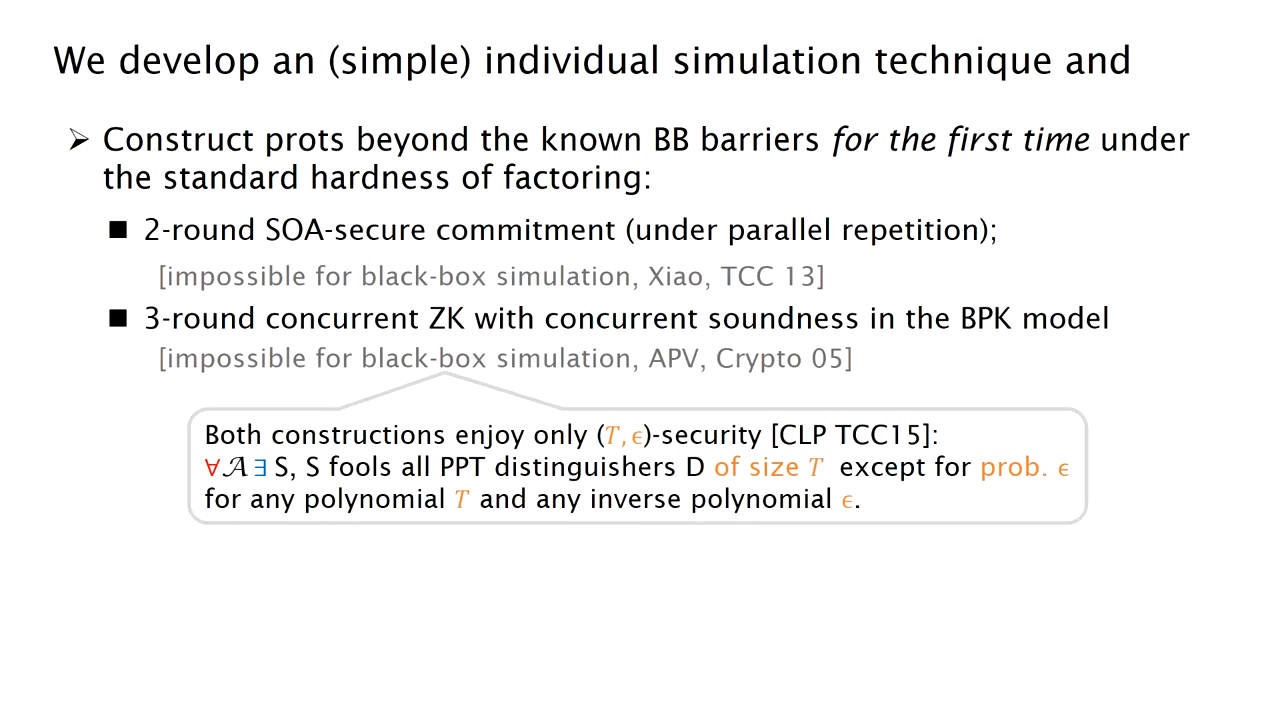 We develop an (simple) individual simulation technique and
➢ Construct prots beyond the known BB barriers for the first time under
the standard hardness of factoring:
■ 2-round SOA-secure commitment (under parallel repetition);
[impossible for black-box simulation, Xiao, TCC 13]
■ 3-round concurrent ZK with concurrent soundness in the BPK model
[impossible for black-box simulation, APV, Crypto 05]
Both constructions enjoy only (T, ϵ)-security [CLP TCC15]:
∀𝒜 ∃ S, S fools all PPT distinguishers D of size T except for prob. ϵ
for any polynomial T and any inverse polynomial ϵ.